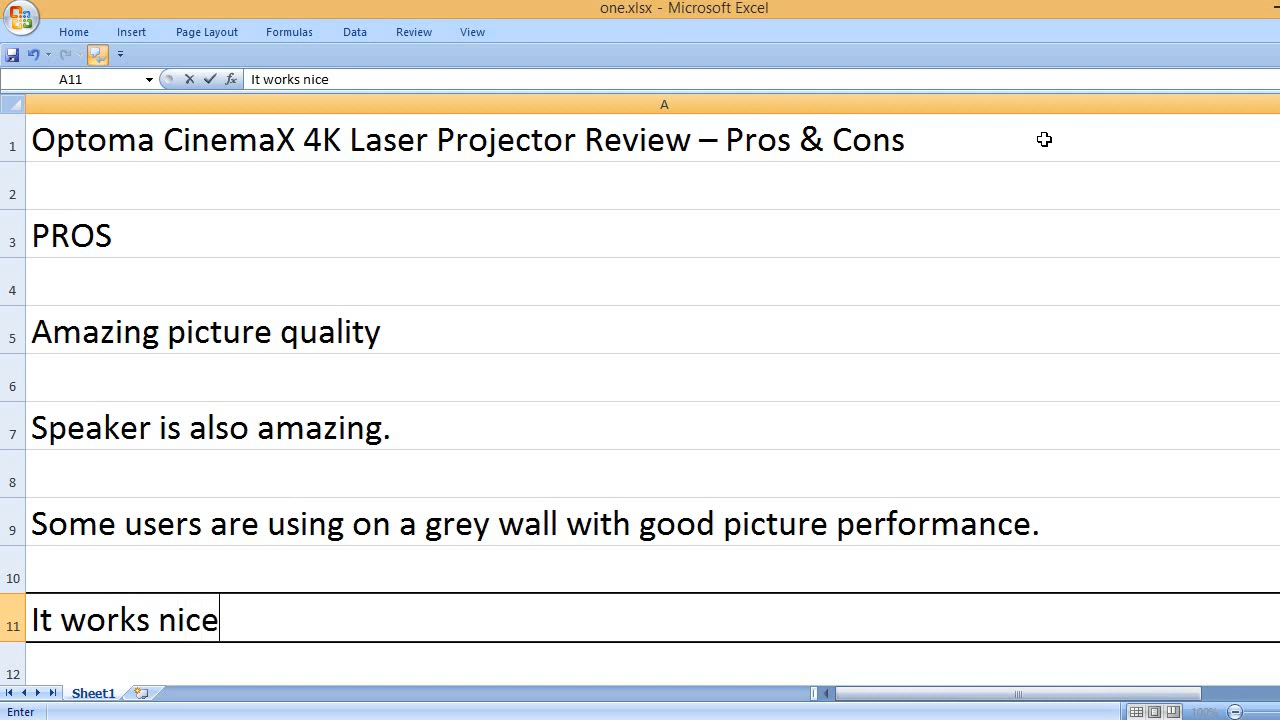 one.xlsx - Microsoft Excel
Home Insert Page Layout Formulas Data Review View
A11 fx It works nice
A
1 Optoma CinemaX 4K Laser Projector Review – Pros & Cons
2
3 PROS
4
5 Amazing picture quality
6
7 Speaker is also amazing.
8
9 Some users are using on a grey wall with good picture performance.
10
11 It works nice
12
Sheet1
Enter 100%